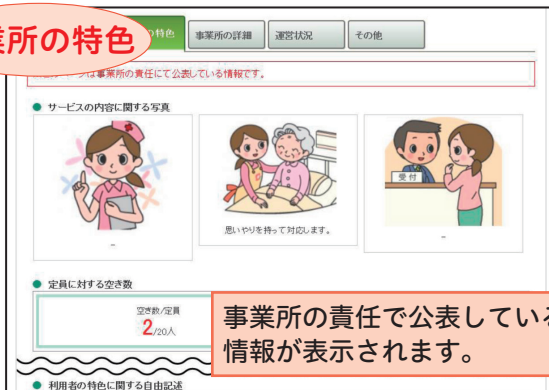 業所の特色
の特色
事業所の詳細
運営状況
その他
は事業所の責任にて公表している情報です。
● サービスの内容に関する写真
受付
–
思いやりを持って対応します。
–
● 定員に対する空き数
空き数/定員
2/20人
事業所の責任で公表している
情報が表示されます。
● 利用者の特色に関する自由記述